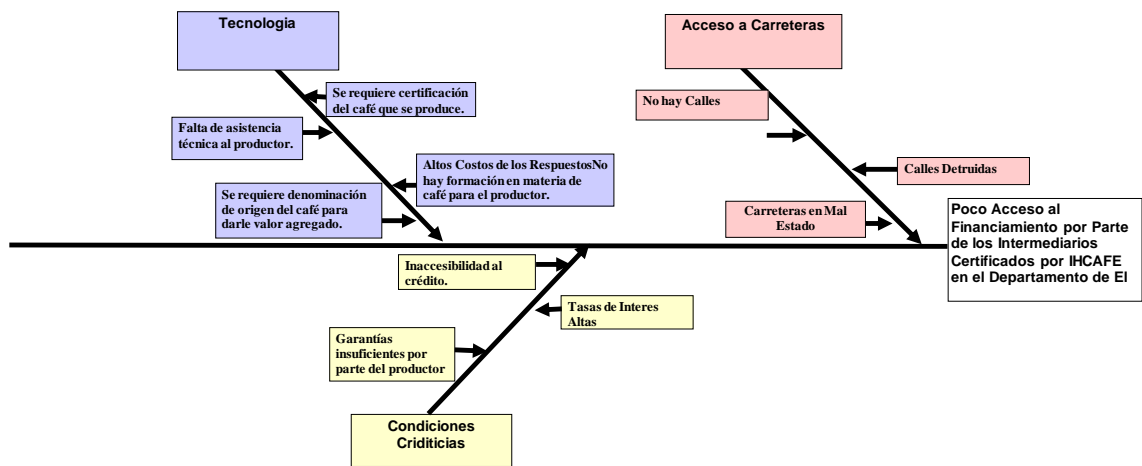 Tecnologia
Acceso a Carreteras
Se requiere certificación
del café que se produce.
No hay Calles
Falta de asistencia
técnica al productor.
Altos Costos de los RespuestosNo
hay formación en materia de
café para el productor.
Calles Detruidas
Se requiere denominación
de origen del café para
darle valor agregado.
Carreteras en Mal
Estado
Poco Acceso al
Financiamiento por Parte
de los Intermediarios
Certificados por IHCAFE
en el Departamento de El
Inaccesibilidad al
crédito.
Tasas de Interes
Altas
Garantías
insuficientes por
parte del productor
Condiciones
Criditicias